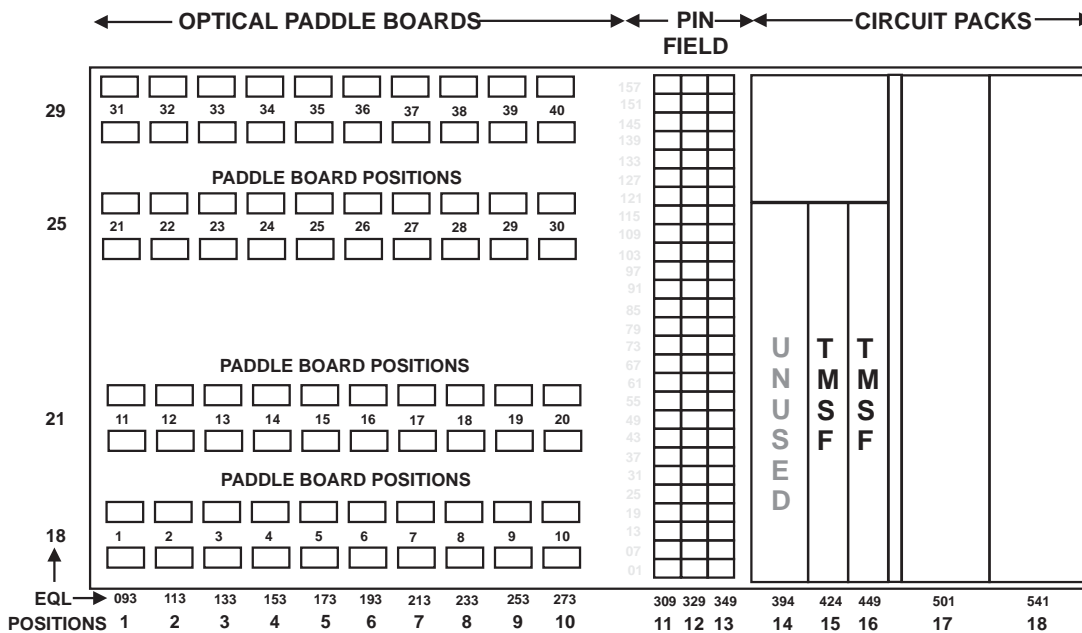 OPTICAL PADDLE BOARDS PIN FIELD CIRCUIT PACKS
29
31 32 33 34 35 36 37 38 39 40
PADDLE BOARD POSITIONS
25
21 22 23 24 25 26 27 28 29 30
PADDLE BOARD POSITIONS
21
11 12 13 14 15 16 17 18 19 20
PADDLE BOARD POSITIONS
18
1 2 3 4 5 6 7 8 9 10
157
151
145
139
133
127
121
115
109
103
97
91
85
79
73
67
61
55
49
43
37
31
25
19
13
07
01
UNUSED
TMSF
TMSF
EQL 093 113 133 153 173 193 213 233 253 273 309 329 349 394 424 449 501 541
POSITIONS 1 2 3 4 5 6 7 8 9 10 11 12 13 14 15 16 17 18